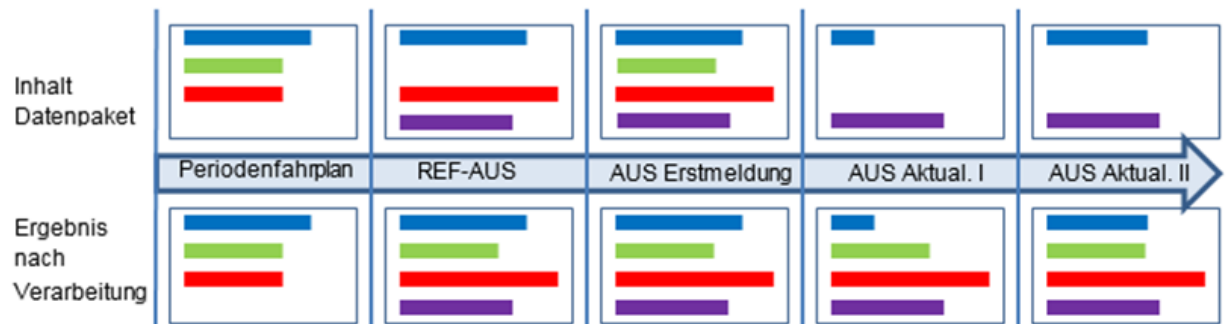 Inhalt
Datenpaket
Periodenfahrplan
REF-AUS
AUS Erstmeldung
AUS Aktual. I
AUS Aktual. II
Ergebnis
nach
Verarbeitung